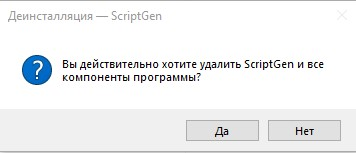 Деинсталляция — ScriptGen
Вы действительно хотите удалить ScriptGen и все
компоненты программы?
Да
Нет